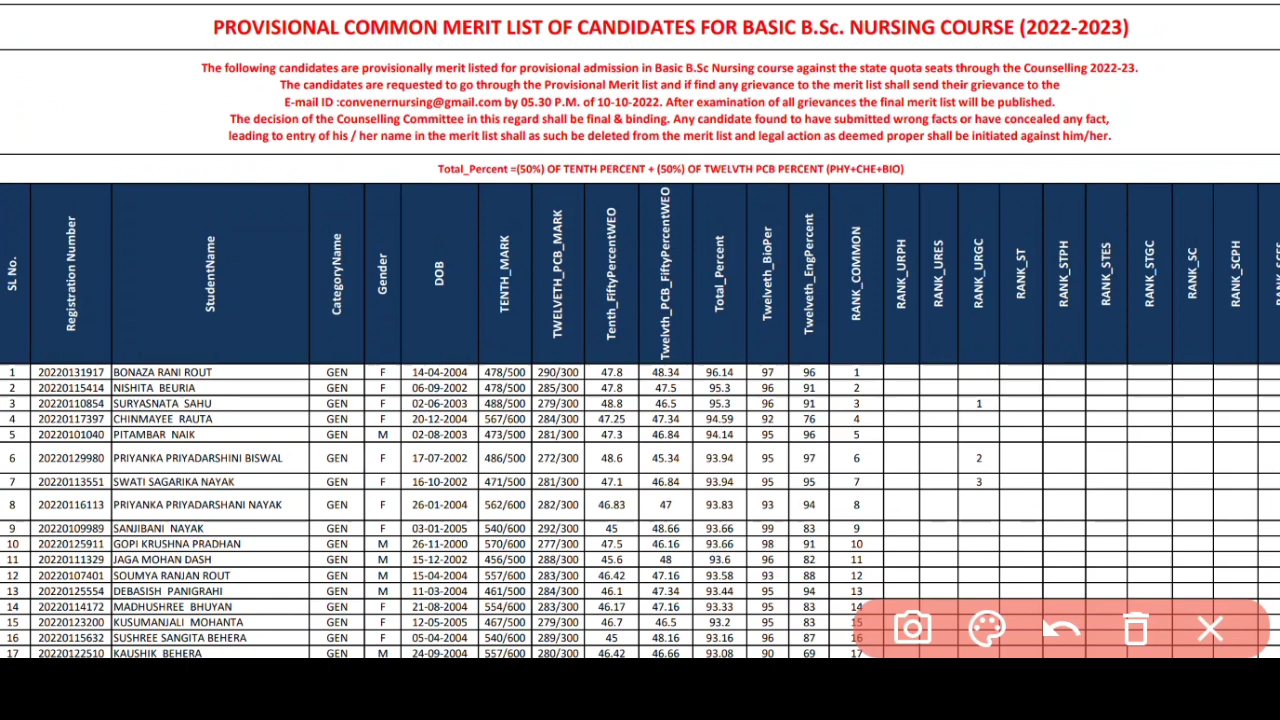 PROVISIONAL COMMON MERIT LIST OF CANDIDATES FOR BASIC B.Sc. NURSING COURSE (2022-2023)
The following candidates are provisionally merit listed for provisional admission in Basic B.Sc Nursing course against the state quota seats through the Counselling 2022-23.
The candidates are requested to go through the Provisional Merit list and if find any grievance to the merit list shall send their grievance to the
E-mail ID :convenernursing@gmail.com by 05.30 P.M. of 10-10-2022. After examination of all grievances the final merit list will be published.
The decision of the Counselling Committee in this regard shall be final & binding. Any candidate found to have submitted wrong facts or have concealed any fact,
leading to entry of his / her name in the merit list shall as such be deleted from the merit list and legal action as deemed proper shall be initiated against him/her.
Total_Percent =(50%) OF TENTH PERCENT + (50%) OF TWELVTH PCB PERCENT (PHY+CHE+BIO)
SL No. Registration Number StudentName CategoryName Gender DOB TENTH_MARK TWELVETH_PCB_MARK Tenth_FiftyPercentWEO Twelvth_PCB_FiftyPercentWEO Total_Percent Twelveth_BioPer Twelveth_EngPercent RANK_COMMON RANK_URPH RANK_URES RANK_URGC RANK_ST RANK_STPH RANK_STES RANK_STGC RANK_SC RANK_SCPH
1 20220131917 BONAZA RANI ROUT GEN F 14-04-2004 478/500 290/300 47.8 48.34 96.14 97 96 1
2 20220115414 NISHITA BEURIA GEN F 06-09-2002 478/500 285/300 47.8 47.5 95.3 96 91 2
3 20220110854 SURYASNATA SAHU GEN F 02-06-2003 488/500 279/300 48.8 46.5 95.3 96 91 3 1
4 20220117397 CHINMAYEE RAUTA GEN F 20-12-2004 567/600 284/300 47.25 47.34 94.59 92 76 4
5 20220101040 PITAMBAR NAIK GEN M 02-08-2003 473/500 281/300 47.3 46.84 94.14 95 96 5
6 20220129980 PRIYANKA PRIYADARSHINI BISWAL GEN F 17-07-2002 486/500 272/300 48.6 45.34 93.94 95 97 6 2
7 20220113551 SWATI SAGARIKA NAYAK GEN F 16-10-2002 471/500 281/300 47.1 46.84 93.94 95 95 7 3
8 20220116113 PRIYANKA PRIYADARSHANI NAYAK GEN F 26-01-2004 562/600 282/300 46.83 47 93.83 93 94 8
9 20220109989 SANJIBANI NAYAK GEN F 03-01-2005 540/600 292/300 45 48.66 93.66 99 83 9
10 20220125911 GOPI KRUSHNA PRADHAN GEN M 26-11-2000 570/600 277/300 47.5 46.16 93.66 98 91 10
11 20220111329 JAGA MOHAN DASH GEN M 15-12-2002 456/500 288/300 45.6 48 93.6 96 82 11
12 20220107401 SOUMYA RANJAN ROUT GEN M 15-04-2004 557/600 283/300 46.42 47.16 93.58 93 88 12
13 20220125554 DEBASISH PANIGRAHI GEN M 11-03-2004 461/500 284/300 46.1 47.34 93.44 95 94 13
14 20220114172 MADHUSHREE BHUYAN GEN F 21-08-2004 554/600 283/300 46.17 47.16 93.33 95 83 14
15 20220123200 KUSUMANJALI MOHANTA GEN F 12-05-2005 467/500 279/300 46.7 46.5 93.2 95 83 15
16 20220115632 SUSHREE SANGITA BEHERA GEN F 05-04-2004 540/600 289/300 45 48.16 93.16 96 87 16
17 20220122510 KAUSHIK BEHERA GEN M 24-09-2004 557/600 280/300 46.42 46.66 93.08 90 69 17